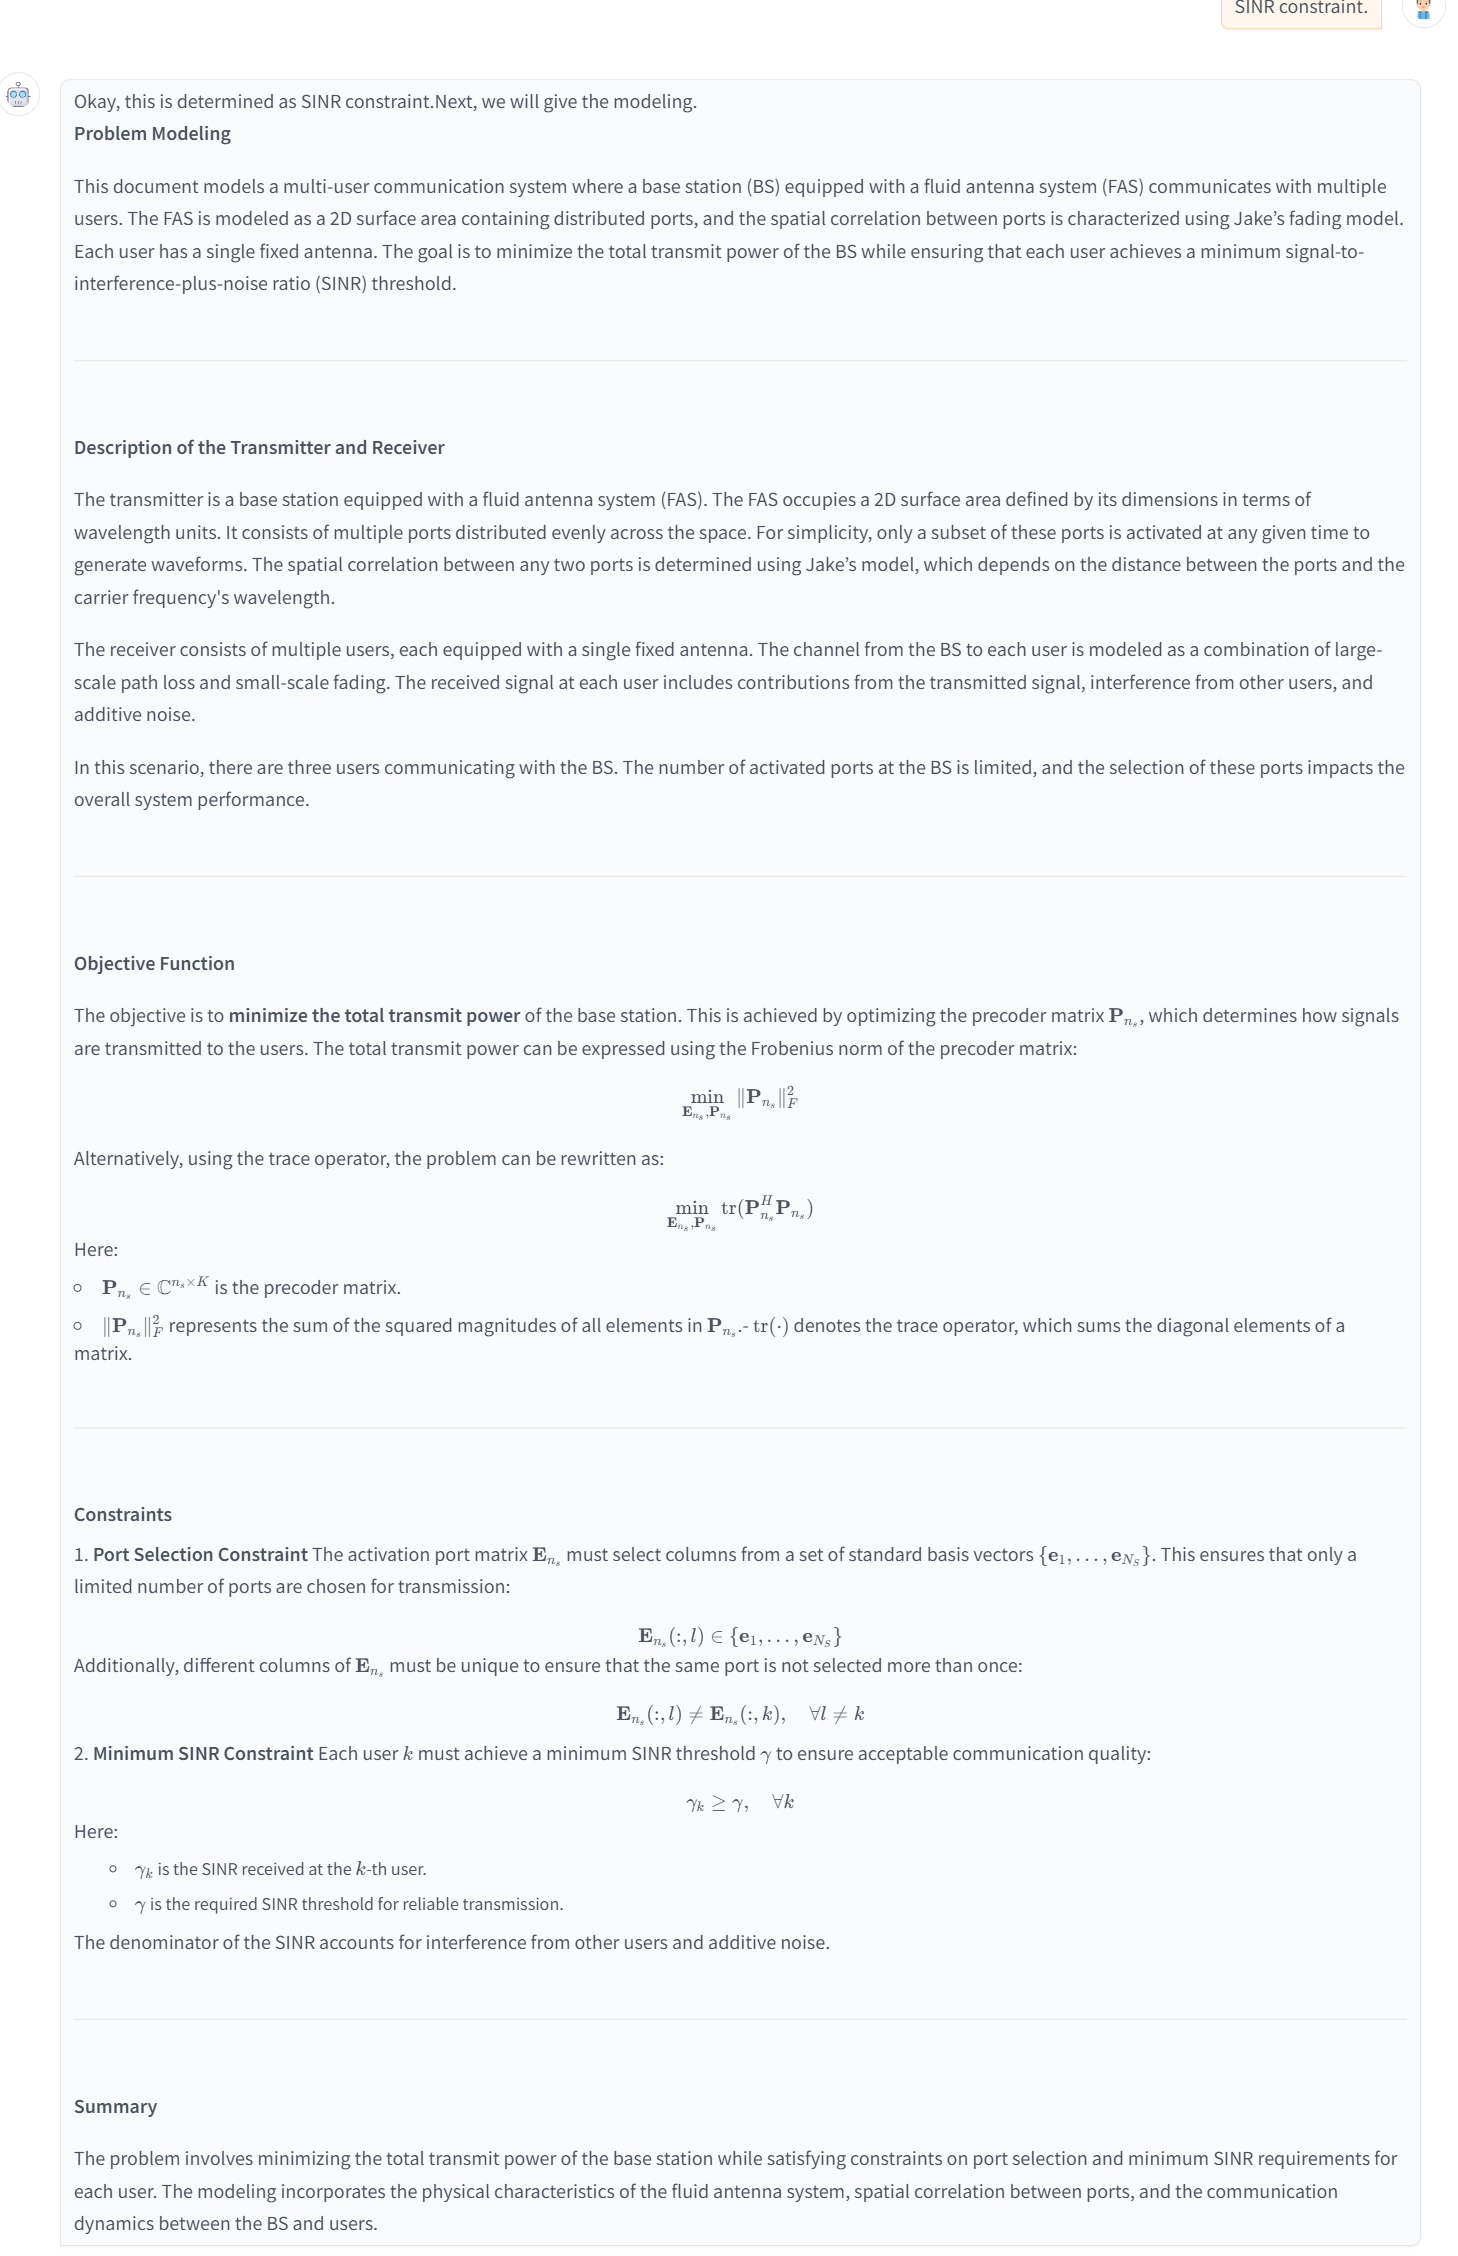 SINR constraint.
Okay, this is determined as SINR constraint.Next, we will give the modeling.
Problem Modeling
This document models a multi-user communication system where a base station (BS) equipped with a fluid antenna system (FAS) communicates with multiple
users. The FAS is modeled as a 2D surface area containing distributed ports, and the spatial correlation between ports is characterized using Jake’s fading model.
Each user has a single fixed antenna. The goal is to minimize the total transmit power of the BS while ensuring that each user achieves a minimum signal-to-
interference-plus-noise ratio (SINR) threshold.
Description of the Transmitter and Receiver
The transmitter is a base station equipped with a fluid antenna system (FAS). The FAS occupies a 2D surface area defined by its dimensions in terms of
wavelength units. It consists of multiple ports distributed evenly across the space. For simplicity, only a subset of these ports is activated at any given time to
generate waveforms. The spatial correlation between any two ports is determined using Jake’s model, which depends on the distance between the ports and the
carrier frequency's wavelength.
The receiver consists of multiple users, each equipped with a single fixed antenna. The channel from the BS to each user is modeled as a combination of large-
scale path loss and small-scale fading. The received signal at each user includes contributions from the transmitted signal, interference from other users, and
additive noise.
In this scenario, there are three users communicating with the BS. The number of activated ports at the BS is limited, and the selection of these ports impacts the
overall system performance.
Objective Function
The objective is to minimize the total transmit power of the base station. This is achieved by optimizing the precoder matrix $\mathbf{P}_{n_s}$, which determines how signals
are transmitted to the users. The total transmit power can be expressed using the Frobenius norm of the precoder matrix:
$\min_{\mathbf{E}_{n_s},\mathbf{P}_{n_s}} \|\mathbf{P}_{n_s}\|_F^2$
Alternatively, using the trace operator, the problem can be rewritten as:
$\min_{\mathbf{E}_{n_s},\mathbf{P}_{n_s}} \mathrm{tr}(\mathbf{P}_{n_s}^H \mathbf{P}_{n_s})$
Here:
○ $\mathbf{P}_{n_s} \in \mathbb{C}^{n_s \times K}$ is the precoder matrix.
○ $\|\mathbf{P}_{n_s}\|_F^2$ represents the sum of the squared magnitudes of all elements in $\mathbf{P}_{n_s}$.- $\mathrm{tr}(\cdot)$ denotes the trace operator, which sums the diagonal elements of a
matrix.
Constraints
1. Port Selection Constraint The activation port matrix $\mathbf{E}_{n_s}$ must select columns from a set of standard basis vectors $\{\mathbf{e}_1, \ldots, \mathbf{e}_{N_S}\}$. This ensures that only a
limited number of ports are chosen for transmission:
$\mathbf{E}_{n_s}(:, l) \in \{\mathbf{e}_1, \ldots, \mathbf{e}_{N_S}\}$
Additionally, different columns of $\mathbf{E}_{n_s}$ must be unique to ensure that the same port is not selected more than once:
$\mathbf{E}_{n_s}(:, l) \neq \mathbf{E}_{n_s}(:, k), \quad \forall l \neq k$
2. Minimum SINR Constraint Each user $k$ must achieve a minimum SINR threshold $\gamma$ to ensure acceptable communication quality:
$\gamma_k \geq \gamma, \quad \forall k$
Here:
○ $\gamma_k$ is the SINR received at the $k$-th user.
○ $\gamma$ is the required SINR threshold for reliable transmission.
The denominator of the SINR accounts for interference from other users and additive noise.
Summary
The problem involves minimizing the total transmit power of the base station while satisfying constraints on port selection and minimum SINR requirements for
each user. The modeling incorporates the physical characteristics of the fluid antenna system, spatial correlation between ports, and the communication
dynamics between the BS and users.